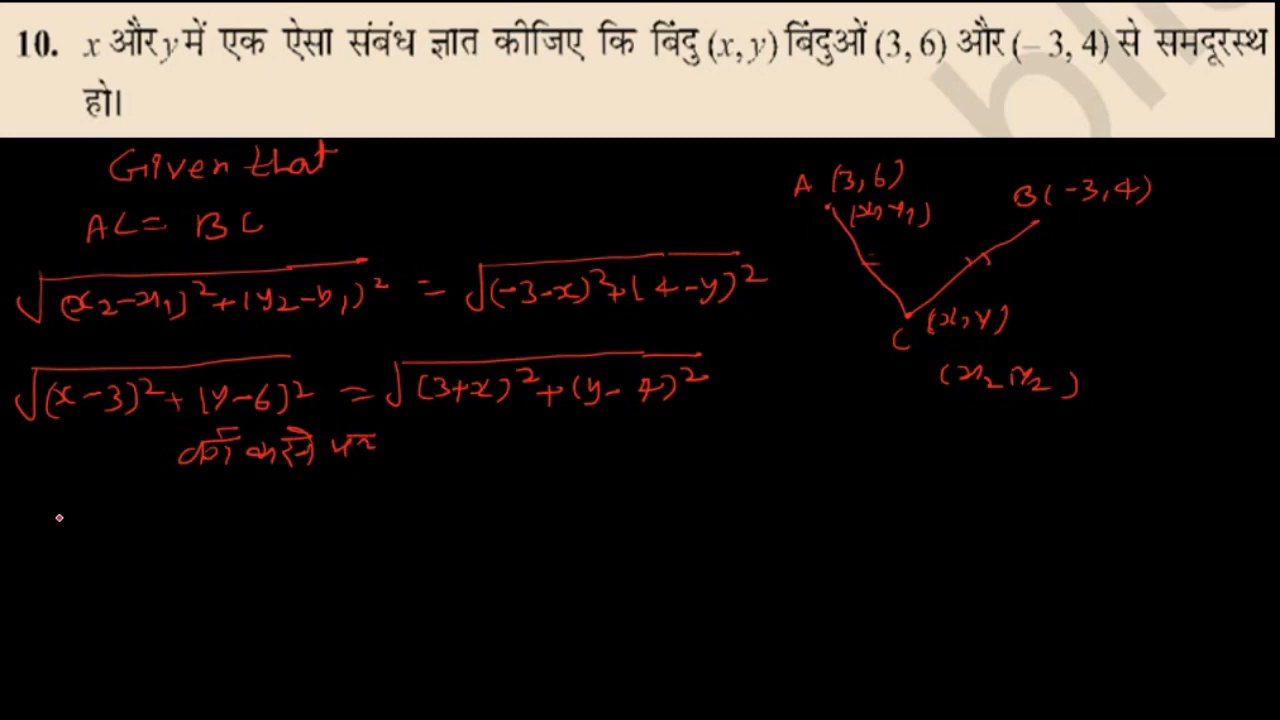 10. x और y में एक ऐसा संबंध ज्ञात कीजिए कि बिंदु (x, y) बिंदुओं (3, 6) और (– 3, 4) से समदूरस्थ
हो।
Given that
AC = BC
√(x₂-x₁)²+(y₂-y₁)² = √(-3-x)²+(4-y)²
√(x-3)²+(y-6)² = √(3+x)²+(y-4)²
वर्ग करने पर
A (3,6)
(x₁,y₁)
B(-3,4)
C (x,y)
(x₂,y₂)